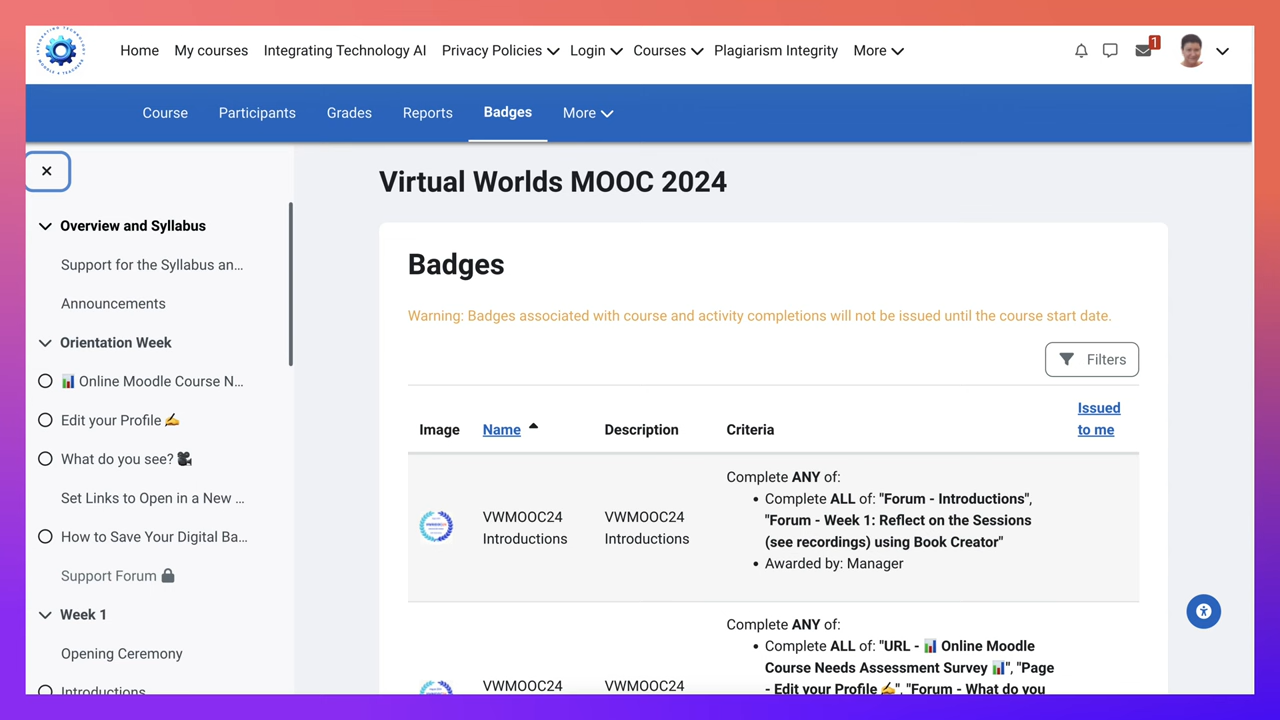 Home My courses Integrating Technology AI Privacy Policies Login Courses Plagiarism Integrity More
1
Course Participants Grades Reports Badges More
Overview and Syllabus
Support for the Syllabus an...
Announcements
Orientation Week
Online Moodle Course N...
Edit your Profile
What do you see?
Set Links to Open in a New ...
How to Save Your Digital Ba...
Support Forum
Week 1
Opening Ceremony
Introductions
Virtual Worlds MOOC 2024
Badges
Warning: Badges associated with course and activity completions will not be issued until the course start date.
Filters
Image Name Description Criteria Issued to me
VWMOOC24
Introductions
VWMOOC24
Introductions
Complete ANY of:
• Complete ALL of: "Forum - Introductions",
"Forum - Week 1: Reflect on the Sessions
(see recordings) using Book Creator"
• Awarded by: Manager
VWMOOC24
VWMOOC24
Complete ANY of:
• Complete ALL of: "URL - 📊 Online Moodle
Course Needs Assessment Survey 📊", "Page
- Edit your Profile ✍️", "Forum - What do you